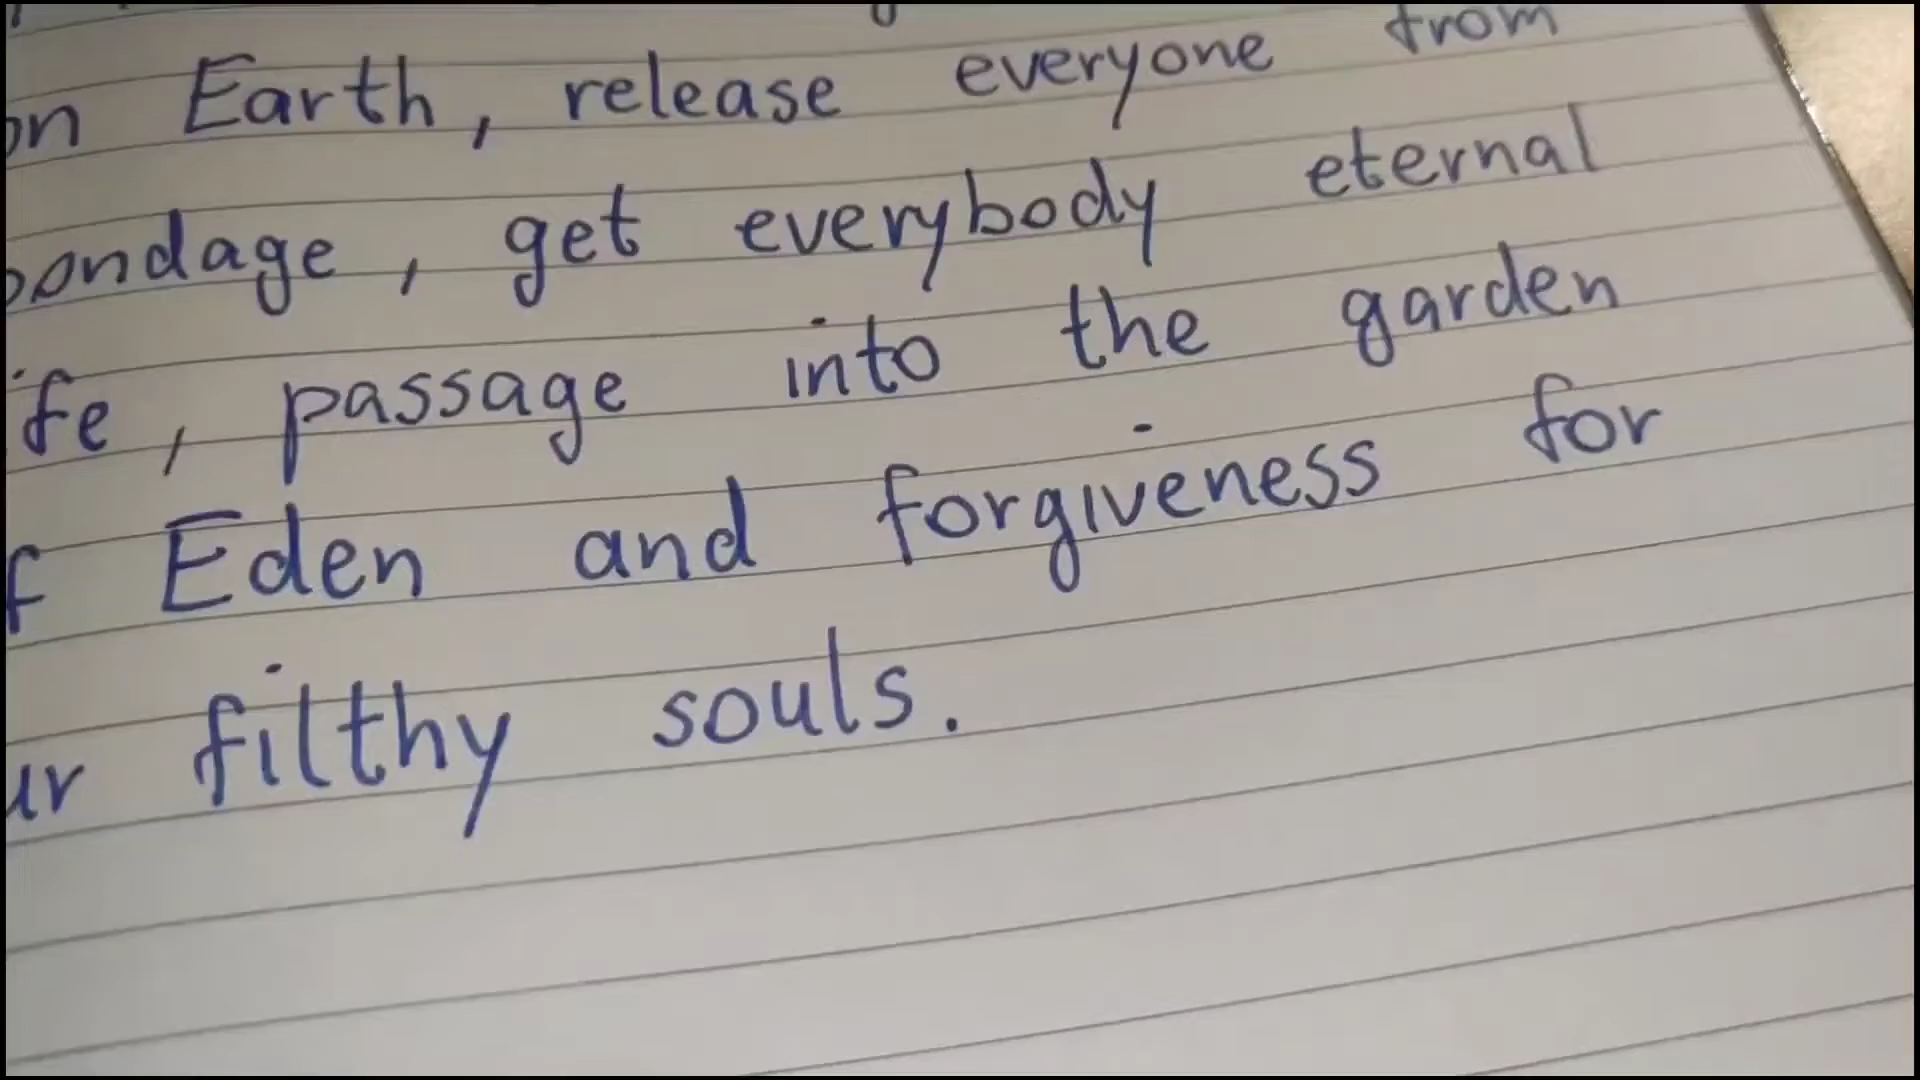 on Earth, release everyone from
bondage, get everybody eternal
ife, passage into the garden
f Eden and forgiveness for
ur filthy souls.